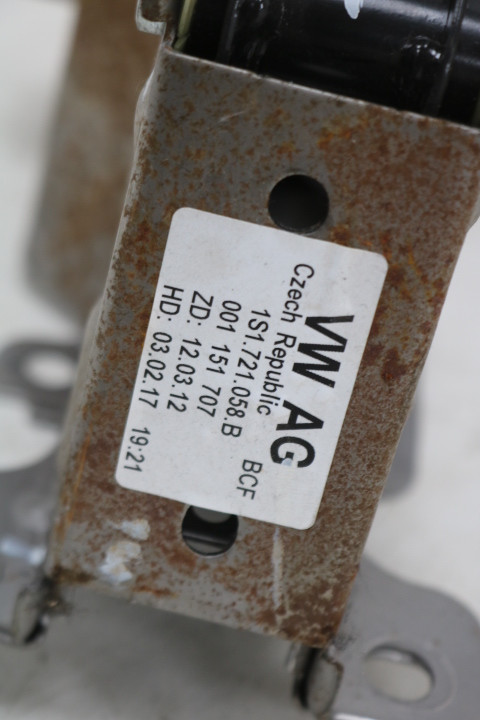 VW AG
Czech Republic
1S1.721.058.B BCF
001 151 707
ZD: 12.03.12
HD: 03.02.17 19:21